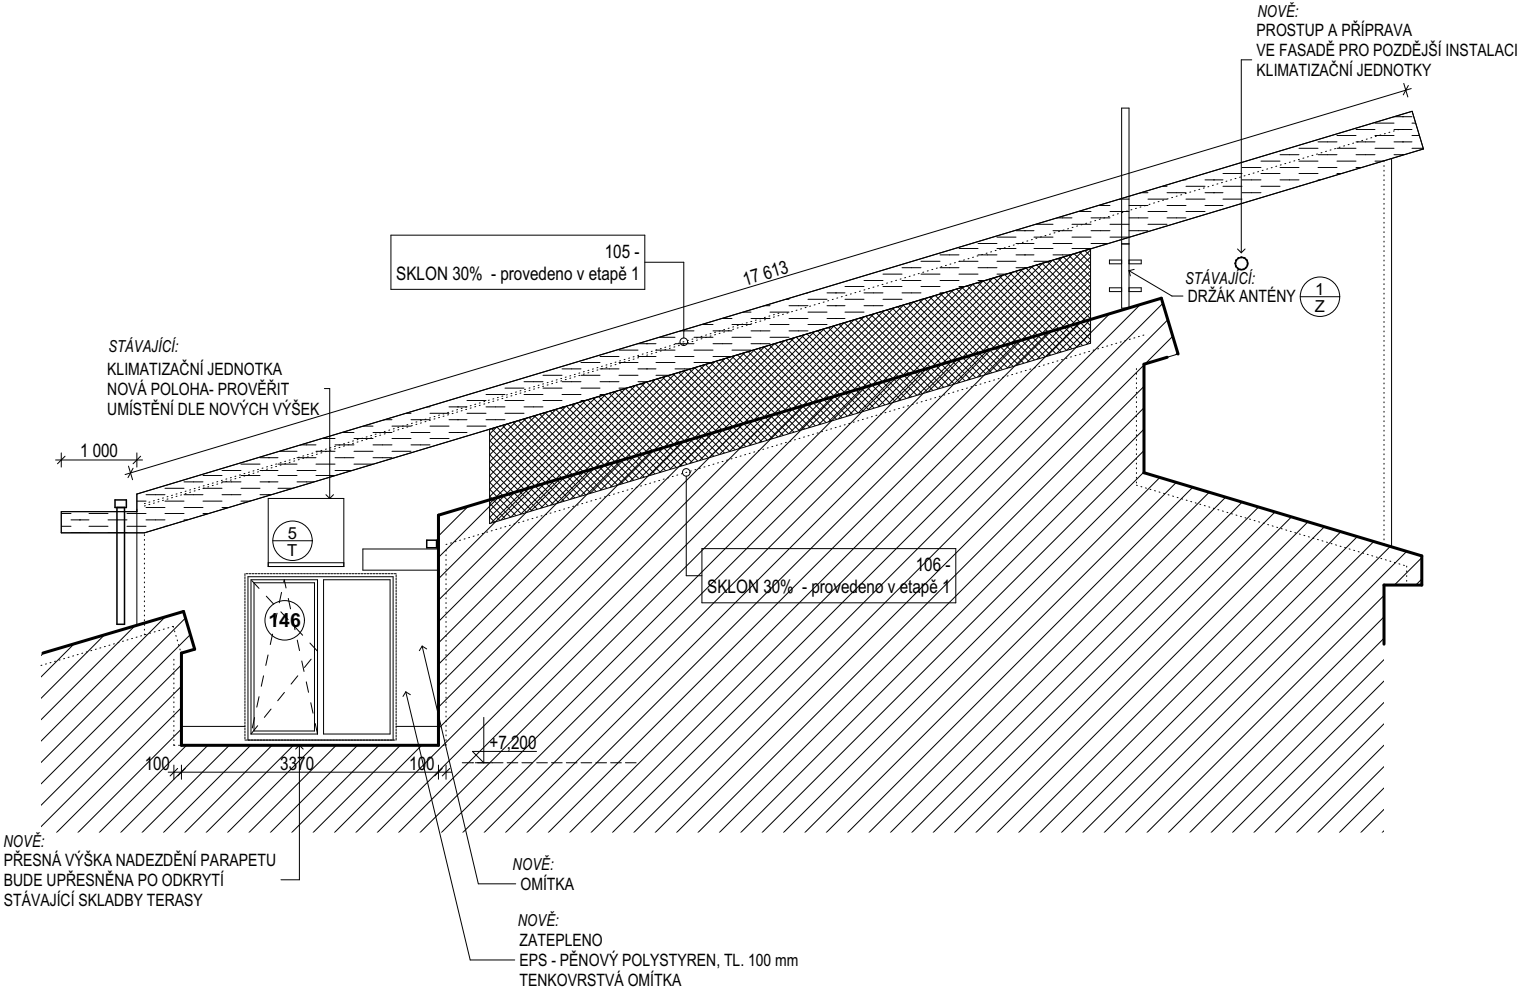 NOVĚ:
PROSTUP A PŘÍPRAVA
VE FASADĚ PRO POZDĚJŠÍ INSTALACI
KLIMATIZAČNÍ JEDNOTKY
105 -
SKLON 30% - provedeno v etapě 1
17 613
STÁVAJÍCÍ:
DRŽÁK ANTÉNY
1
Z
STÁVAJÍCÍ:
KLIMATIZAČNÍ JEDNOTKA
NOVÁ POLOHA- PROVĚŘIT
UMÍSTĚNÍ DLE NOVÝCH VÝŠEK
1 000
5
T
106 -
SKLON 30% - provedeno v etapě 1
146
+7,200
100
3370
100
NOVĚ:
PŘESNÁ VÝŠKA NADEZDĚNÍ PARAPETU
BUDE UPŘESNĚNA PO ODKRYTÍ
STÁVAJÍCÍ SKLADBY TERASY
NOVĚ:
OMÍTKA
NOVĚ:
ZATEPLENO
EPS - PĚNOVÝ POLYSTYREN, TL. 100 mm
TENKOVRSTVÁ OMÍTKA